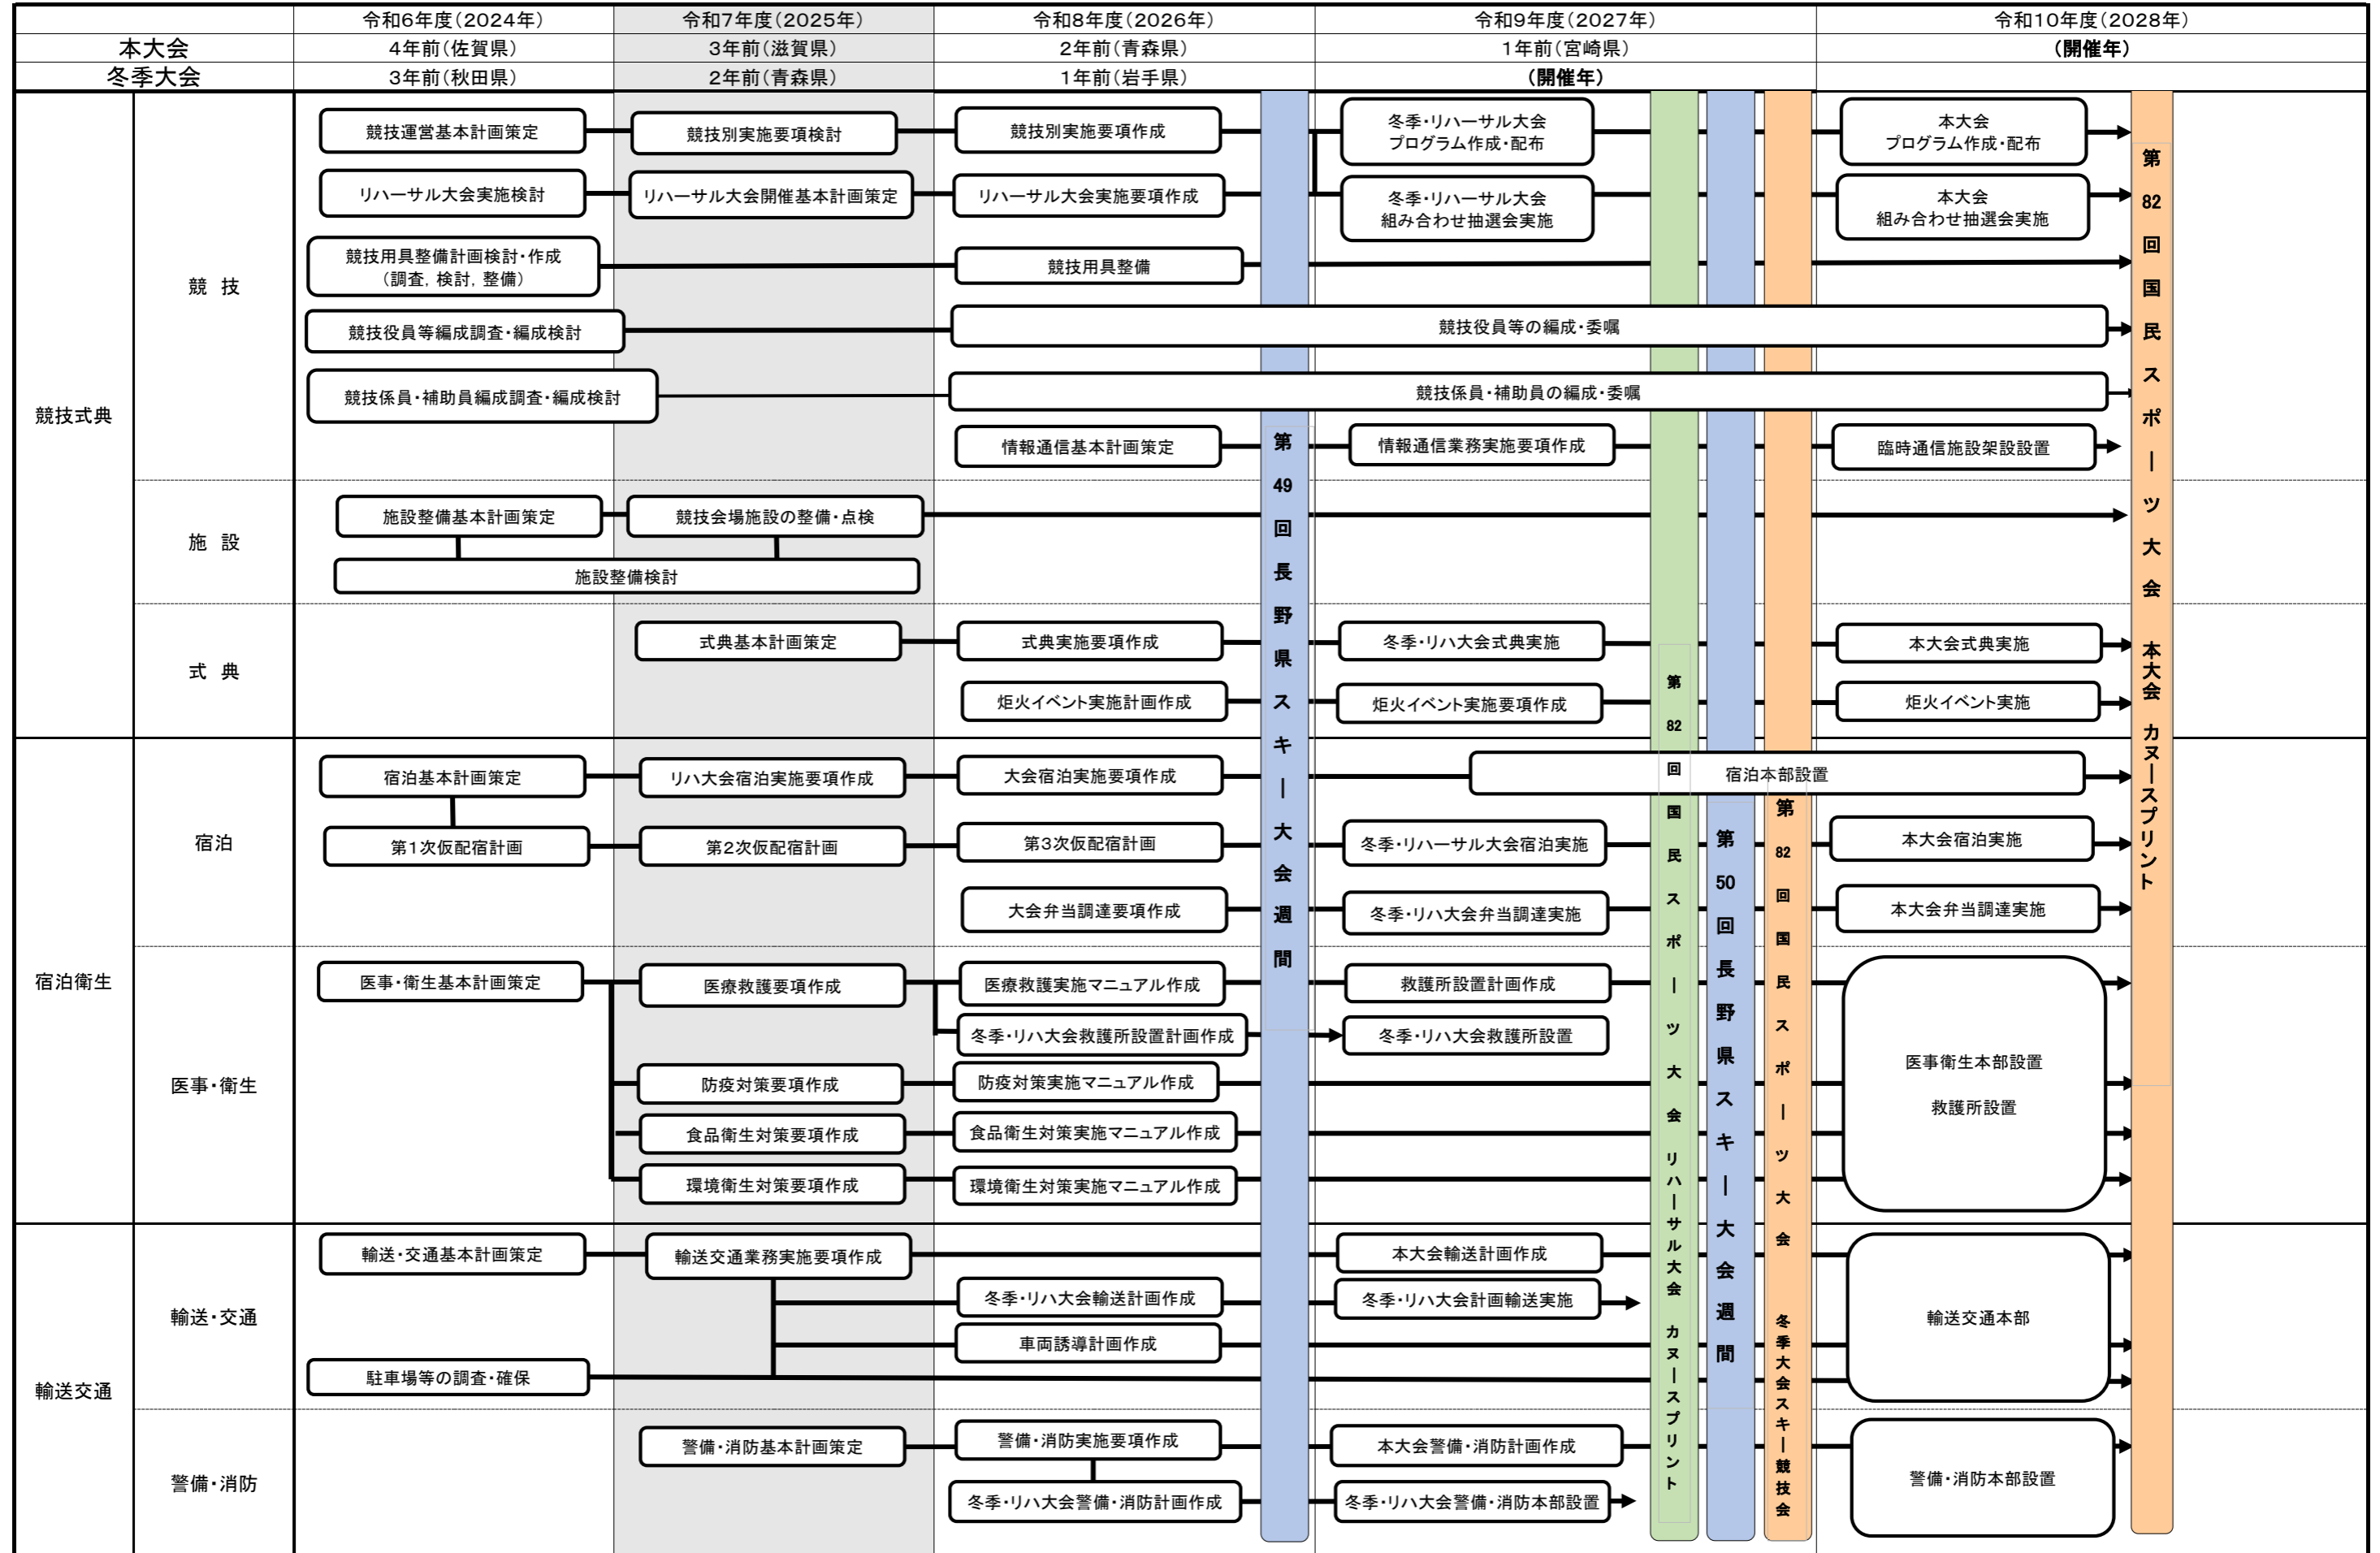 令和6年度(2024年)
令和7年度(2025年)
令和8年度(2026年)
令和9年度(2027年)
令和10年度(2028年)
本大会
4年前(佐賀県)
3年前(滋賀県)
2年前(青森県)
1年前(宮崎県)
(開催年)
冬季大会
3年前(秋田県)
2年前(青森県)
1年前(岩手県)
(開催年)
競技式典
競 技
競技運営基本計画策定
競技別実施要項検討
競技別実施要項作成
冬季・リハーサル大会
プログラム作成・配布
本大会
プログラム作成・配布
リハーサル大会実施検討
リハーサル大会開催基本計画策定
リハーサル大会実施要項作成
冬季・リハーサル大会
組み合わせ抽選会実施
本大会
組み合わせ抽選会実施
競技用具整備計画検討・作成
(調査,検討,整備)
競技用具整備
競技役員等編成調査・編成検討
競技役員等の編成・委嘱
競技係員・補助員編成調査・編成検討
競技係員・補助員の編成・委嘱
情報通信基本計画策定
情報通信業務実施要項作成
臨時通信施設架設設置
施 設
施設整備基本計画策定
競技会場施設の整備・点検
施設整備検討
式 典
式典基本計画策定
式典実施要項作成
冬季・リハ大会式典実施
本大会式典実施
炬火イベント実施計画作成
炬火イベント実施要項作成
炬火イベント実施
宿泊衛生
宿泊
宿泊基本計画策定
リハ大会宿泊実施要項作成
大会宿泊実施要項作成
宿泊本部設置
第1次仮配宿計画
第2次仮配宿計画
第3次仮配宿計画
冬季・リハーサル大会宿泊実施
本大会宿泊実施
大会弁当調達要項作成
冬季・リハ大会弁当調達実施
本大会弁当調達実施
医事・衛生
医事・衛生基本計画策定
医療救護要項作成
医療救護実施マニュアル作成
救護所設置計画作成
冬季・リハ大会救護所設置計画作成
冬季・リハ大会救護所設置
防疫対策要項作成
防疫対策実施マニュアル作成
食品衛生対策要項作成
食品衛生対策実施マニュアル作成
環境衛生対策要項作成
環境衛生対策実施マニュアル作成
医事衛生本部設置
救護所設置
輸送交通
輸送・交通
輸送・交通基本計画策定
輸送交通業務実施要項作成
本大会輸送計画作成
冬季・リハ大会輸送計画作成
冬季・リハ大会計画輸送実施
車両誘導計画作成
駐車場等の調査・確保
輸送交通本部
警備・消防
警備・消防基本計画策定
警備・消防実施要項作成
本大会警備・消防計画作成
冬季・リハ大会警備・消防計画作成
冬季・リハ大会警備・消防本部設置
警備・消防本部設置
第49回長野県スキー大会週間
第82回国民スポーツ大会 リハーサル大会 カヌースプリント
第50回長野県スキー大会週間
第82回国民スポーツ大会 冬季大会スキー競技会
第82回国民スポーツ大会 本大会 カヌースプリント